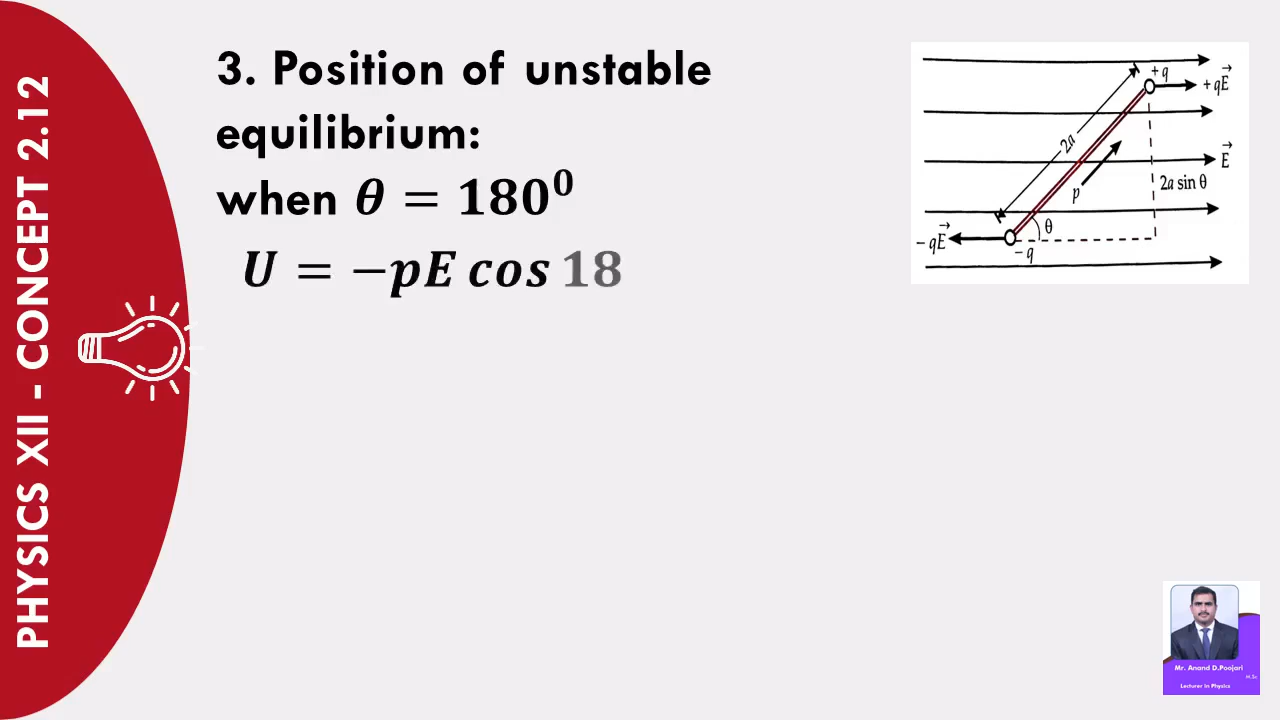 PHYSICS XII - CONCEPT 2.12
3. Position of unstable
equilibrium:
when θ = 180⁰
U = −pE cos 18
+q
+qE⃗
2a
E⃗
p
2a sin θ
θ
−qE⃗
−q
Mr. Anand D.Poojari
M.Sc
Lecturer in Physics